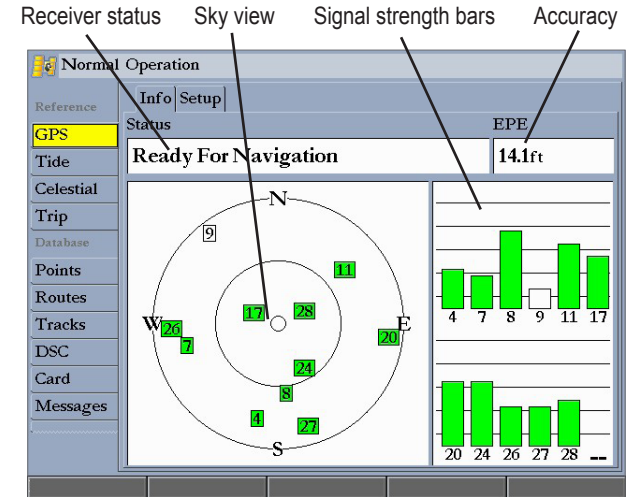 Receiver status Sky view Signal strength bars Accuracy
Normal Operation
Reference
GPS
Tide
Celestial
Trip
Database
Points
Routes
Tracks
DSC
Card
Messages
Info Setup
Status EPE
Ready For Navigation 14.1ft
N
9
11
17 28
W 26 E
20
7
24
8
4
27
S
4 7 8 9 11 17
20 24 26 27 28 --